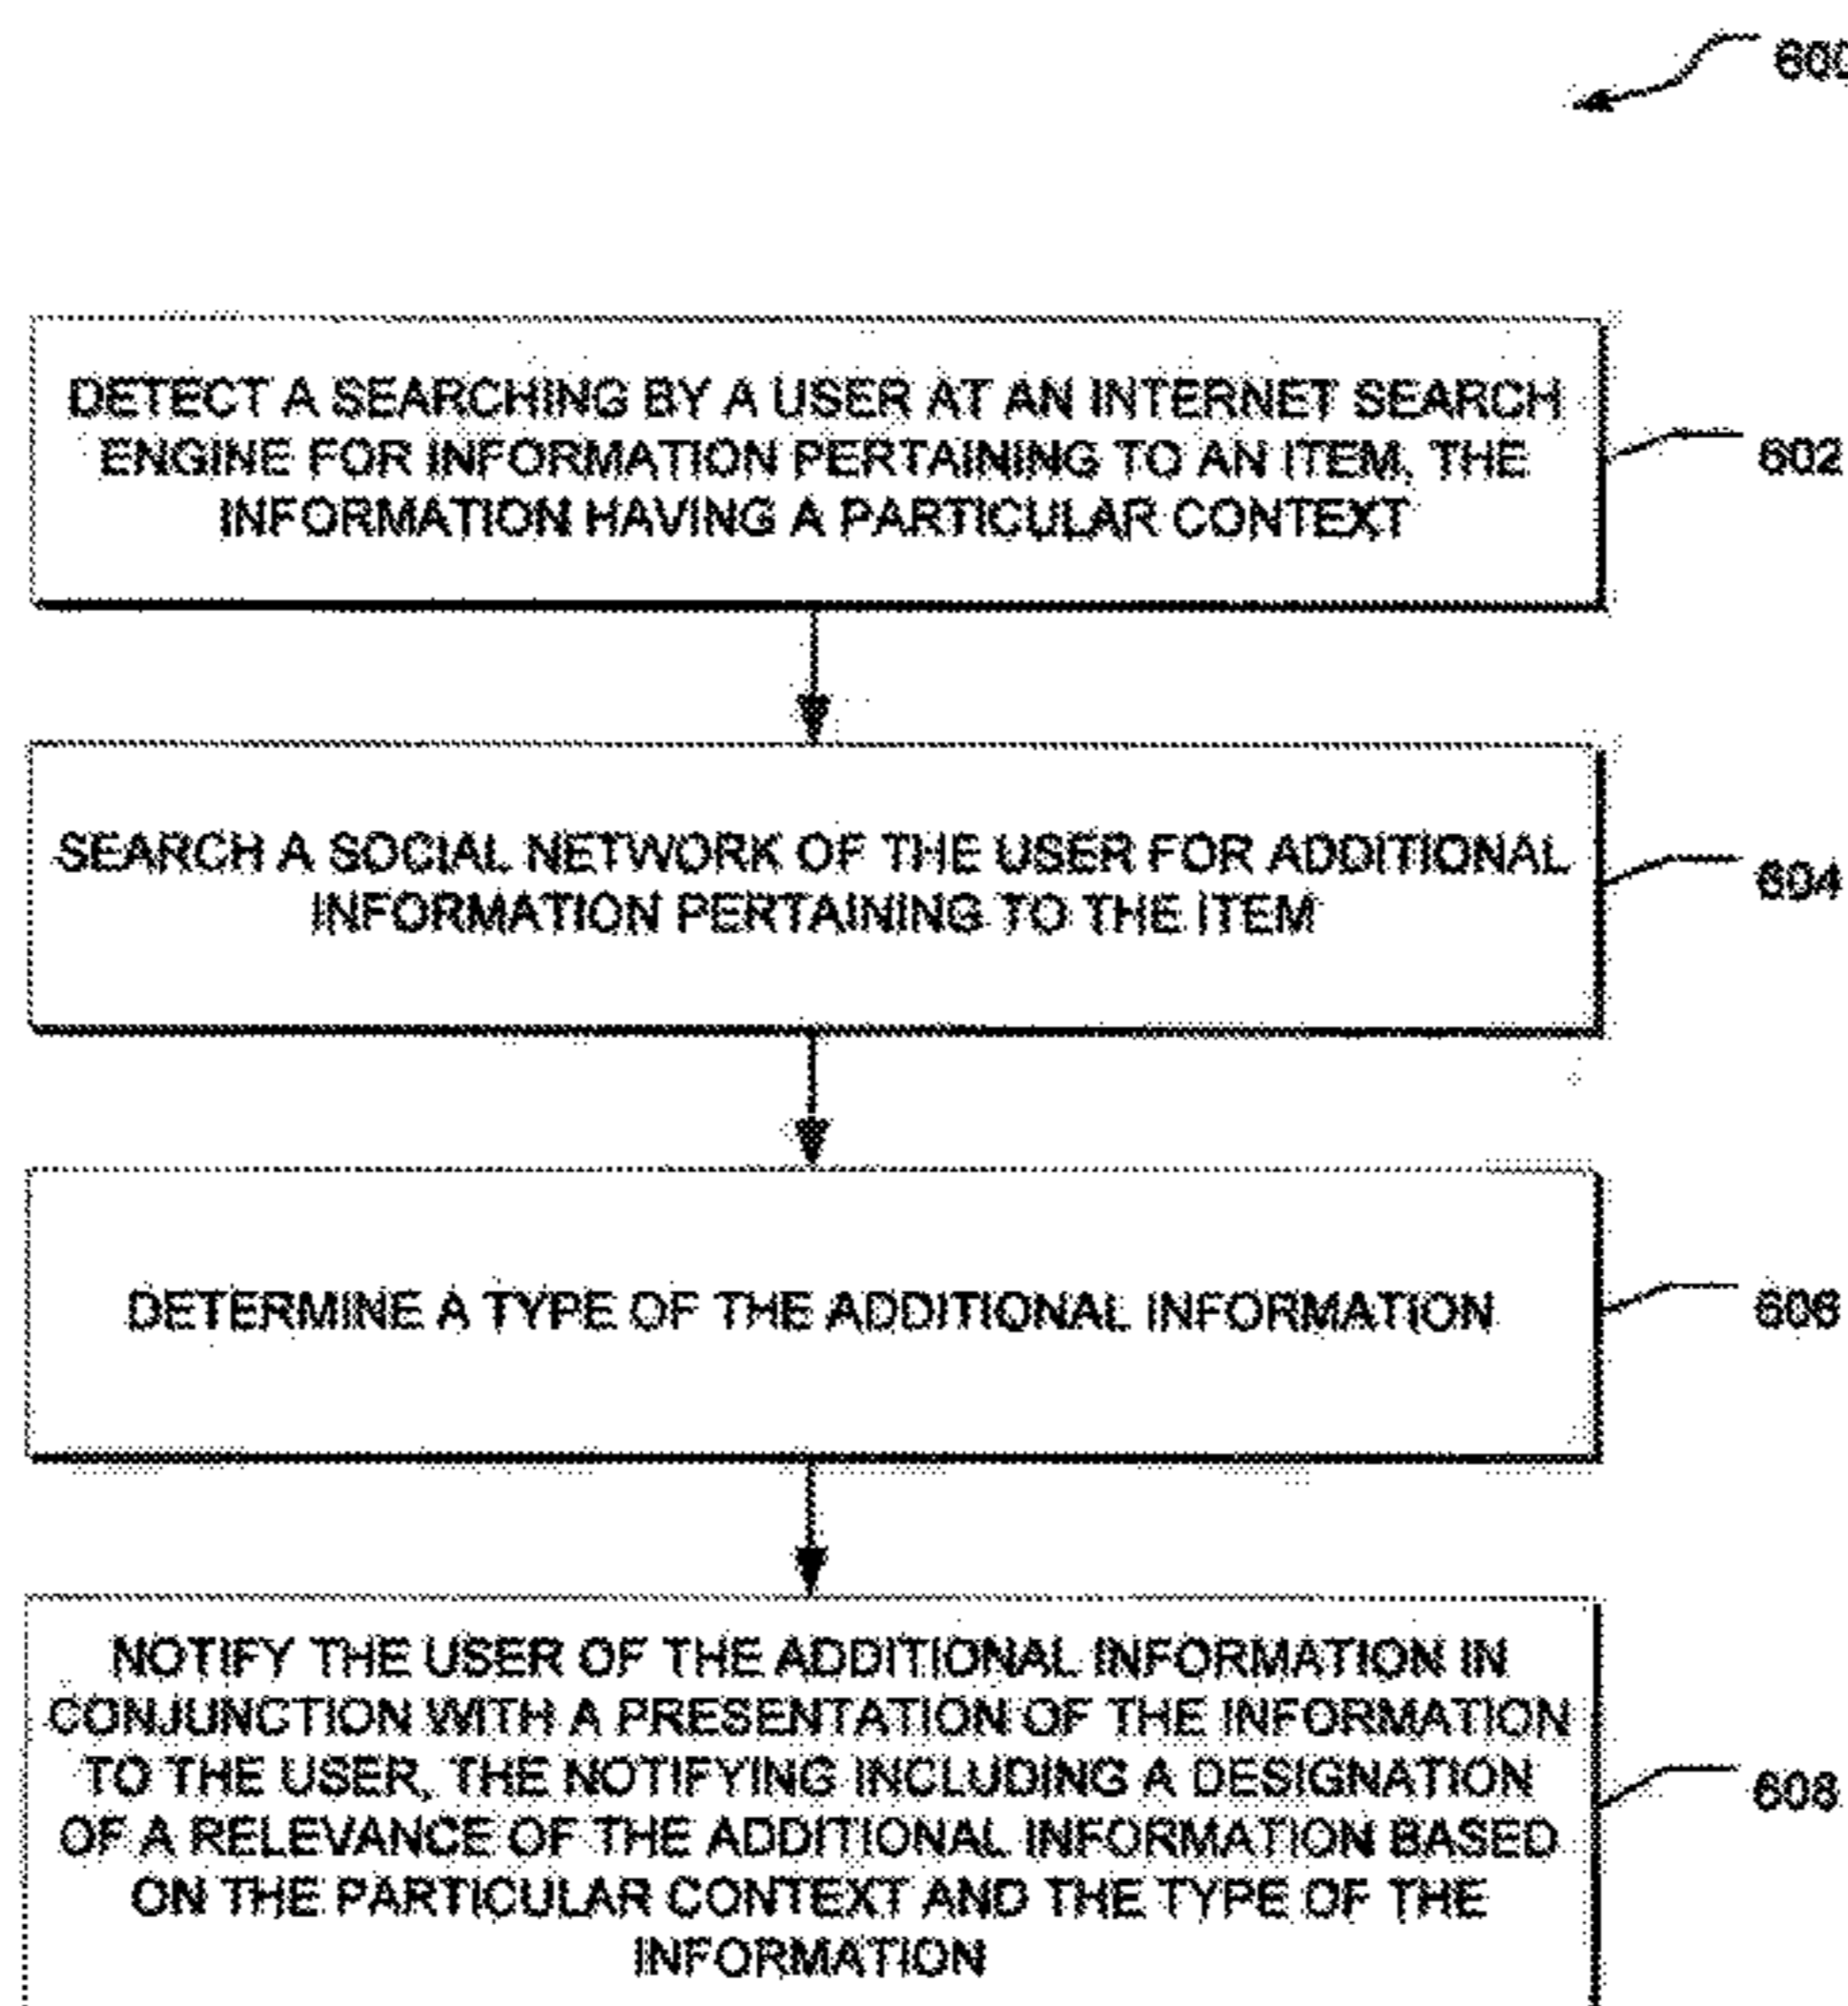 600
DETECT A SEARCHING BY A USER AT AN INTERNET SEARCH
ENGINE FOR INFORMATION PERTAINING TO AN ITEM, THE
INFORMATION HAVING A PARTICULAR CONTEXT
602
SEARCH A SOCIAL NETWORK OF THE USER FOR ADDITIONAL
INFORMATION PERTAINING TO THE ITEM
604
DETERMINE A TYPE OF THE ADDITIONAL INFORMATION
606
NOTIFY THE USER OF THE ADDITIONAL INFORMATION IN
CONJUNCTION WITH A PRESENTATION OF THE INFORMATION
TO THE USER, THE NOTIFYING INCLUDING A DESIGNATION
OF A RELEVANCE OF THE ADDITIONAL INFORMATION BASED
ON THE PARTICULAR CONTEXT AND THE TYPE OF THE
INFORMATION
608